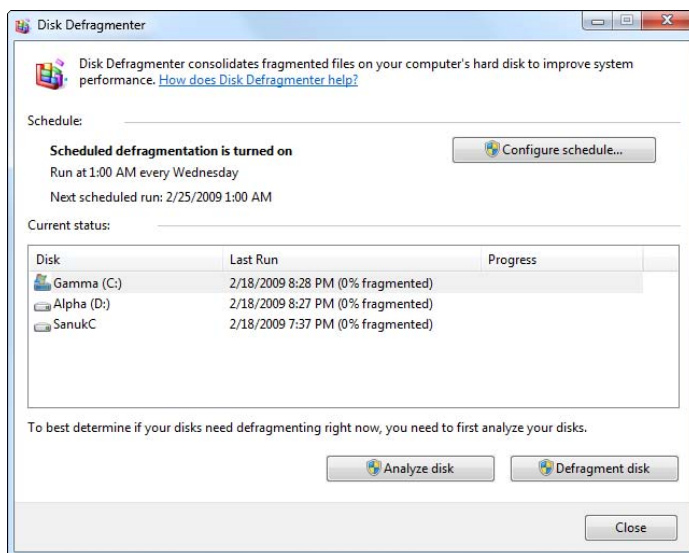 Disk Defragmenter
Disk Defragmenter consolidates fragmented files on your computer's hard disk to improve system
performance. How does Disk Defragmenter help?
Schedule:
Scheduled defragmentation is turned on
Configure schedule...
Run at 1:00 AM every Wednesday
Next scheduled run: 2/25/2009 1:00 AM
Current status:
Disk Last Run Progress
Gamma (C:) 2/18/2009 8:28 PM (0% fragmented)
Alpha (D:) 2/18/2009 8:27 PM (0% fragmented)
SanukC 2/18/2009 7:37 PM (0% fragmented)
To best determine if your disks need defragmenting right now, you need to first analyze your disks.
Analyze disk Defragment disk
Close